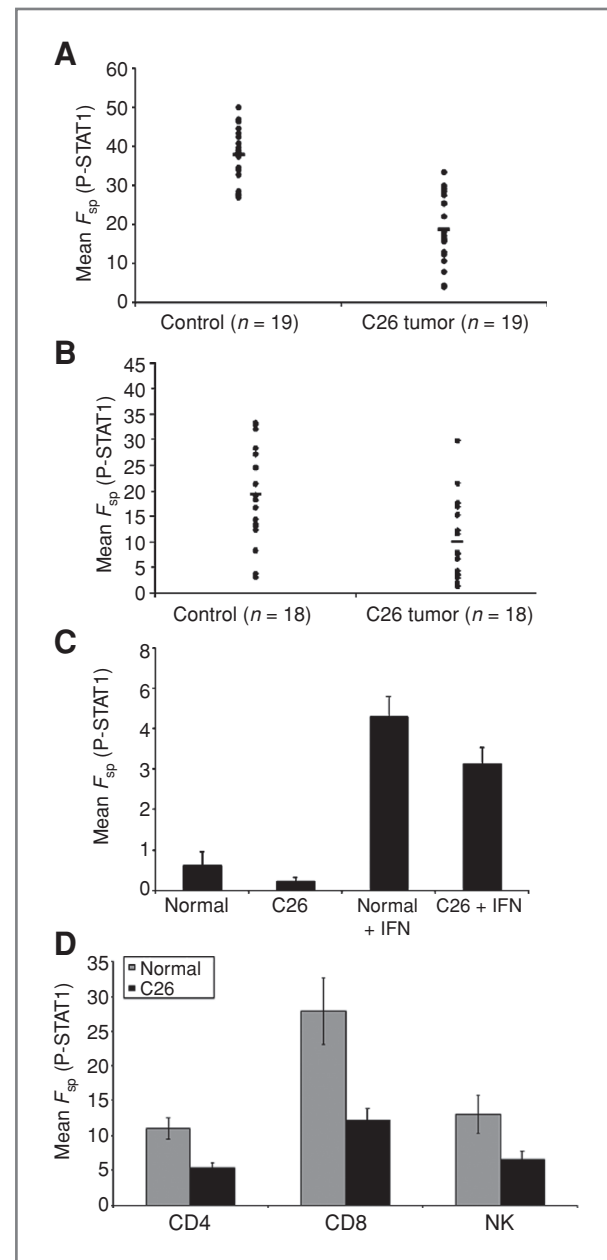 A
Mean Fsp (P-STAT1)
60
50
40
30
20
10
0
Control (n = 19)
C26 tumor (n = 19)
B
Mean Fsp (P-STAT1)
45
40
35
30
25
20
15
10
5
0
Control (n = 18)
C26 tumor (n = 18)
C
Mean Fsp (P-STAT1)
8
6
4
3
2
1
0
Normal
C26
Normal
+ IFN
C26 + IFN
D
Mean Fsp (P-STAT1)
35
30
25
20
15
10
5
0
Normal
C26
CD4
CD8
NK